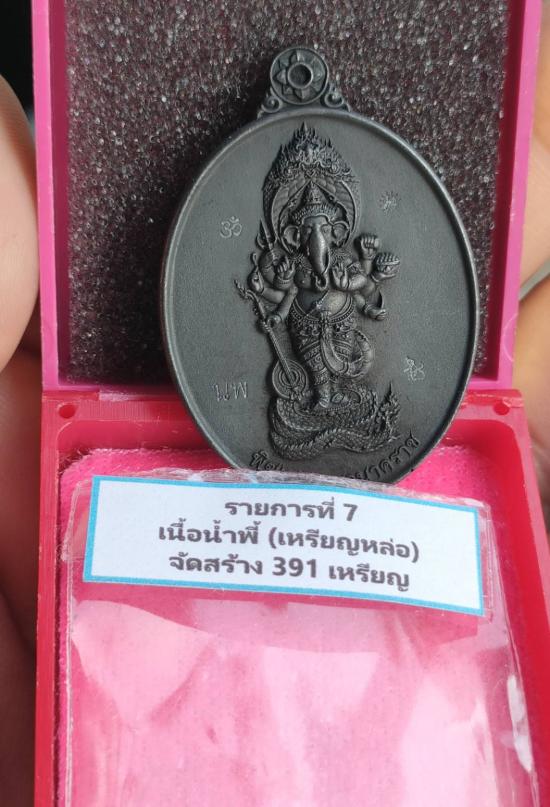 ॐ
รายการที่ 7
เนื้อน้ำพี้ (เหรียญหล่อ)
จัดสร้าง 391 เหรียญ